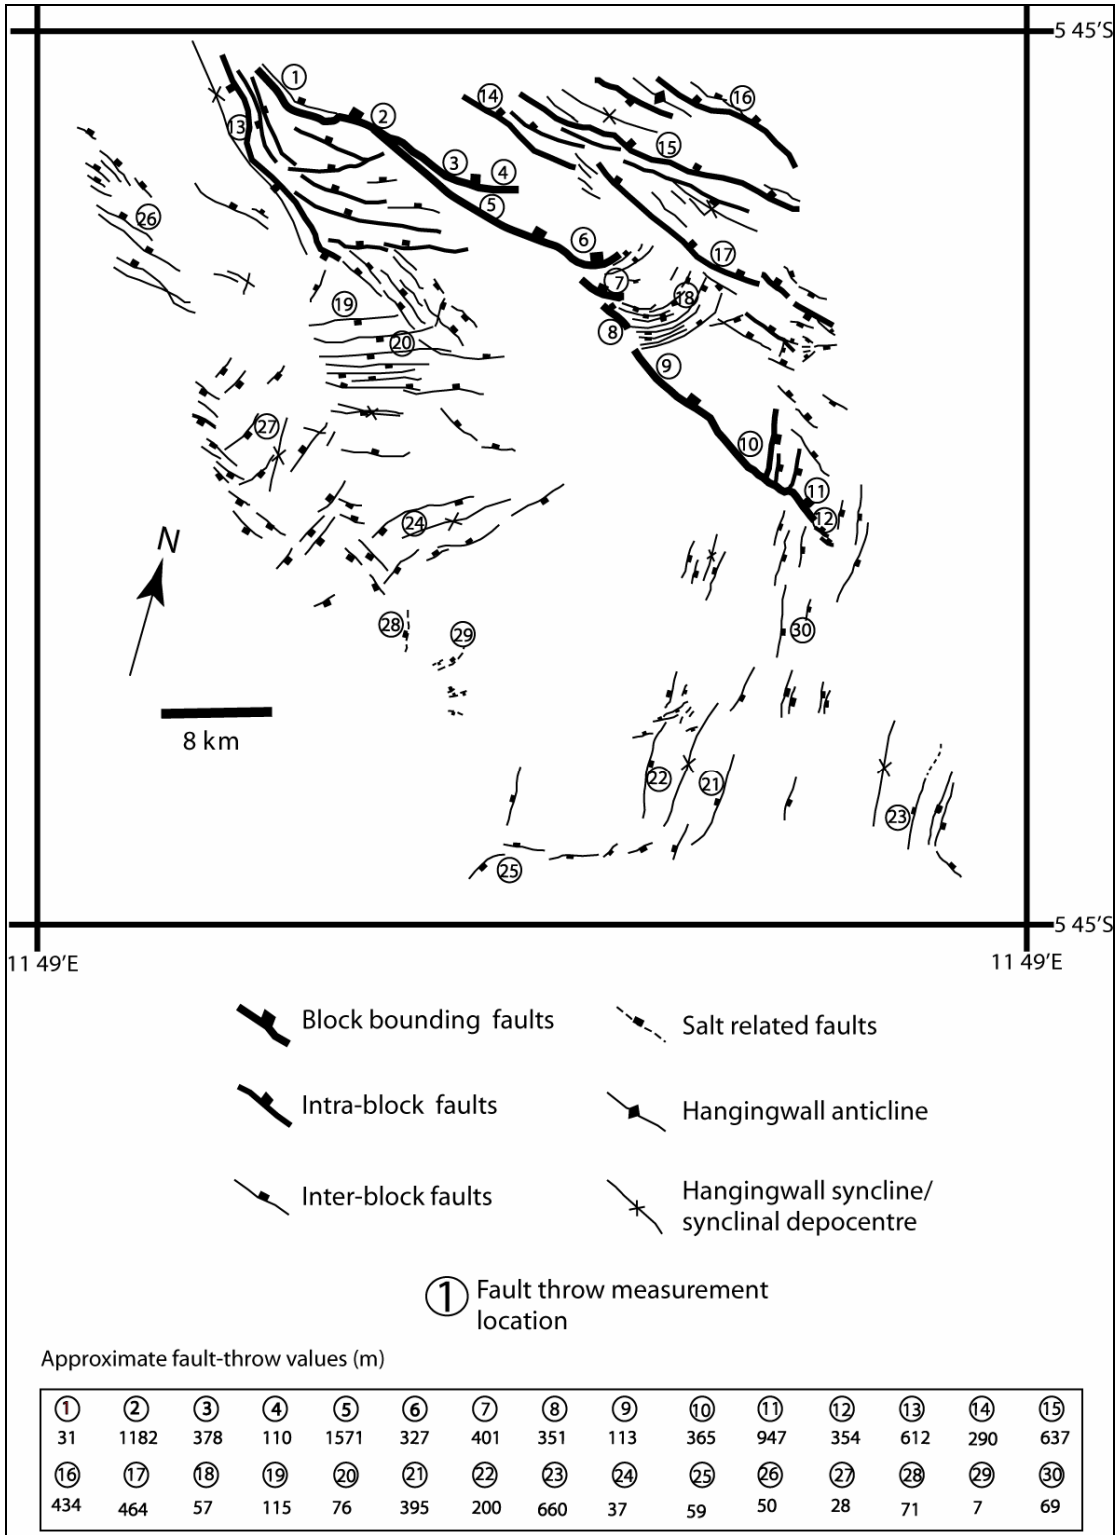 5 45'S
1
2
14
16
13
15
3
4
5
26
6
17
7
18
19
8
20
9
27
10
11
12
24
N
28
29
30
8 km
22
21
23
25
5 45'S
11 49'E
11 49'E
Block bounding faults
Salt related faults
Intra-block faults
Hangingwall anticline
Inter-block faults
Hangingwall syncline/
synclinal depocentre
1 Fault throw measurement
location
Approximate fault-throw values (m)
1 2 3 4 5 6 7 8 9 10 11 12 13 14 15
31 1182 378 110 1571 327 401 351 113 365 947 354 612 290 637
16 17 18 19 20 21 22 23 24 25 26 27 28 29 30
434 464 57 115 76 395 200 660 37 59 50 28 71 7 69